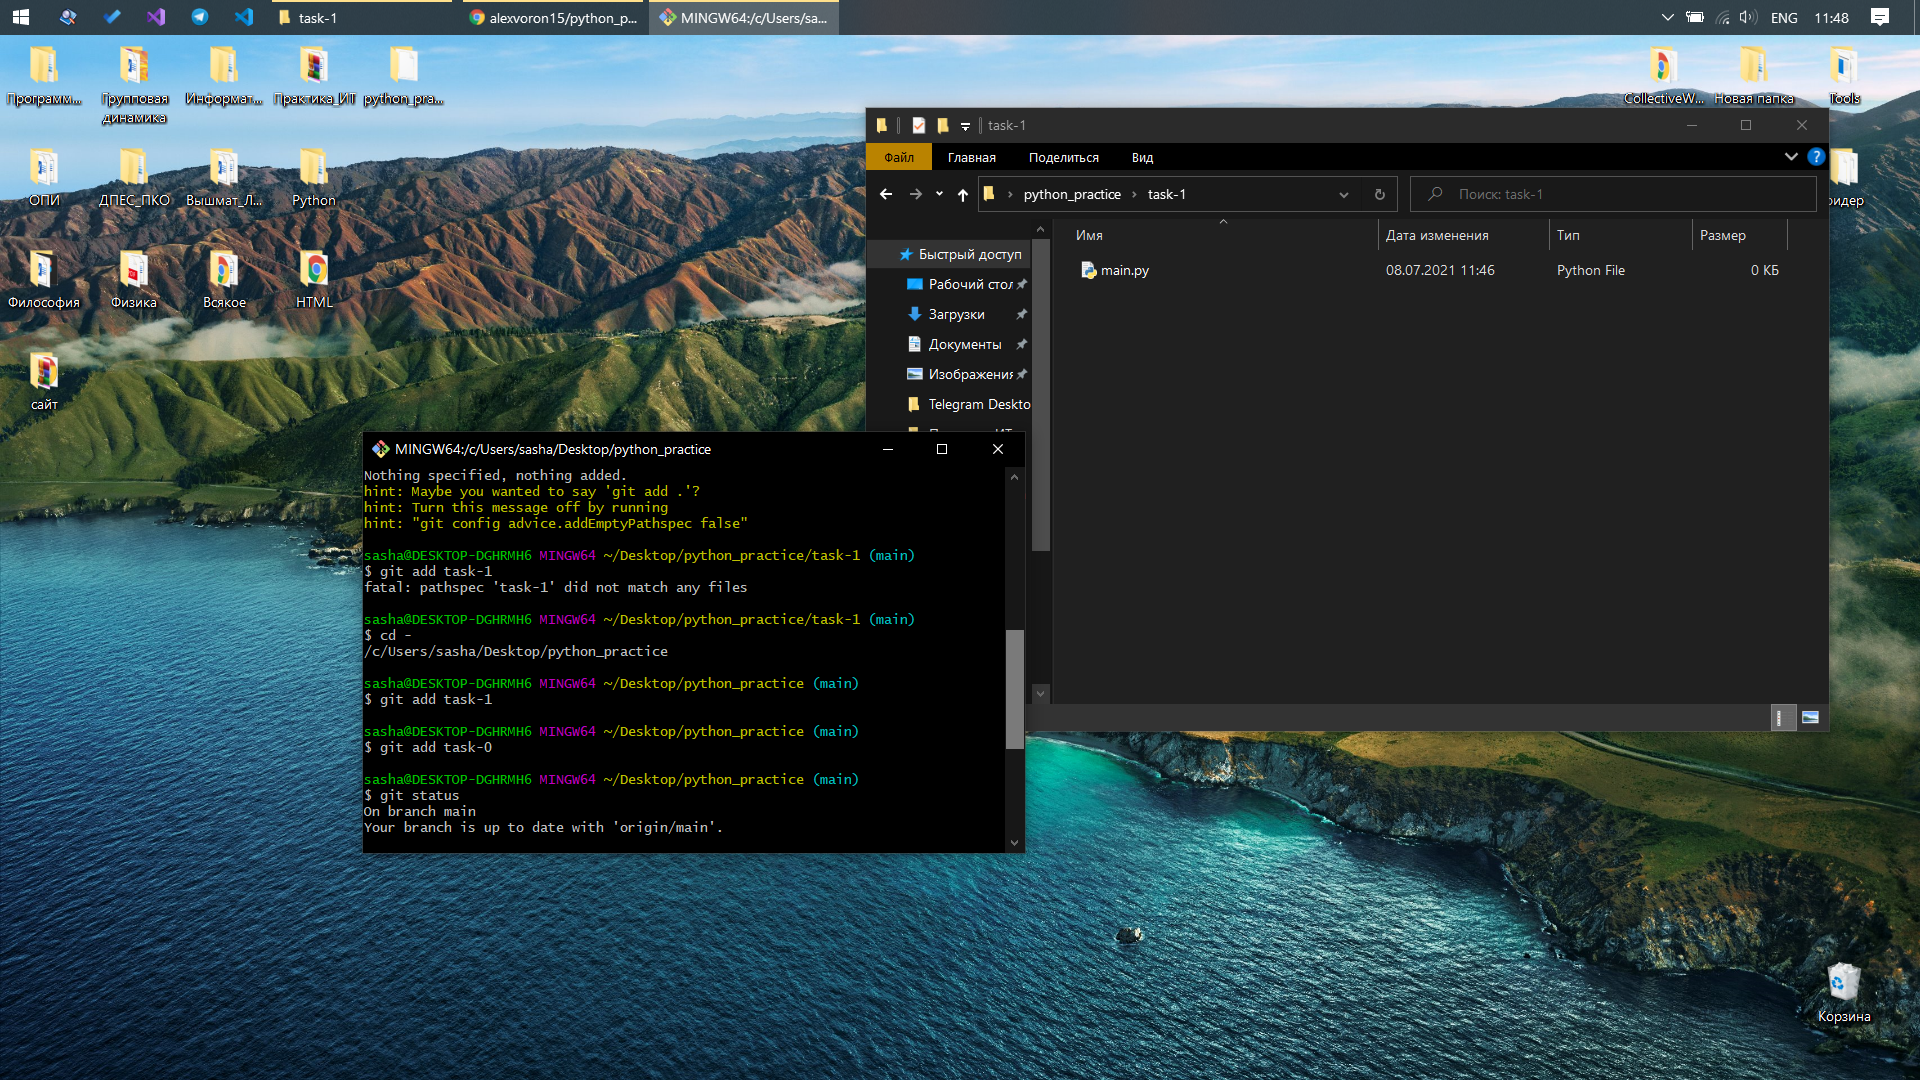 task-1
alexvoron15/python_p...
MINGW64:/c/Users/sa...
ENG
11:48
Программ...
Групповая динамика
Информат...
Практика_ИТ
python_pra...
CollectiveW...
Новая папка
Tools
ОПИ
ДПЕС_ПКО
Вышмат_Л...
Python
Философия
Физика
Всякое
HTML
сайт
task-1
Файл
Главная
Поделиться
Вид
python_practice
task-1
Поиск: task-1
Имя
Дата изменения
Тип
Размер
Быстрый доступ
Рабочий стол
Загрузки
Документы
Изображения
Telegram Deskto
main.py
08.07.2021 11:46
Python File
0 КБ
MINGW64:/c/Users/sasha/Desktop/python_practice
Nothing specified, nothing added.
hint: Maybe you wanted to say 'git add .'?
hint: Turn this message off by running
hint: "git config advice.addEmptyPathspec false"
sasha@DESKTOP-DGHRMH6 MINGW64 ~/Desktop/python_practice/task-1 (main)
$ git add task-1
fatal: pathspec 'task-1' did not match any files
sasha@DESKTOP-DGHRMH6 MINGW64 ~/Desktop/python_practice/task-1 (main)
$ cd -
/c/Users/sasha/Desktop/python_practice
sasha@DESKTOP-DGHRMH6 MINGW64 ~/Desktop/python_practice (main)
$ git add task-1
sasha@DESKTOP-DGHRMH6 MINGW64 ~/Desktop/python_practice (main)
$ git add task-0
sasha@DESKTOP-DGHRMH6 MINGW64 ~/Desktop/python_practice (main)
$ git status
On branch main
Your branch is up to date with 'origin/main'.
Корзина